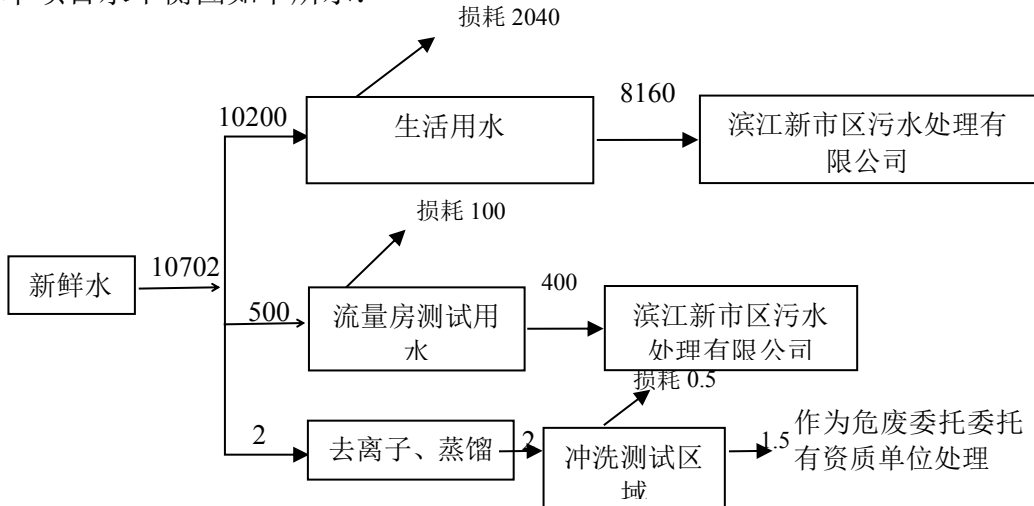 损耗 2040
10200
生活用水
8160
滨江新市区污水处理有
限公司
损耗 100
新鲜水
10702
500
流量房测试用
水
400
滨江新市区污水
处理有限公司
损耗 0.5
2
去离子、蒸馏
2
冲洗测试区
域
1.5
作为危废委托委托
有资质单位处理